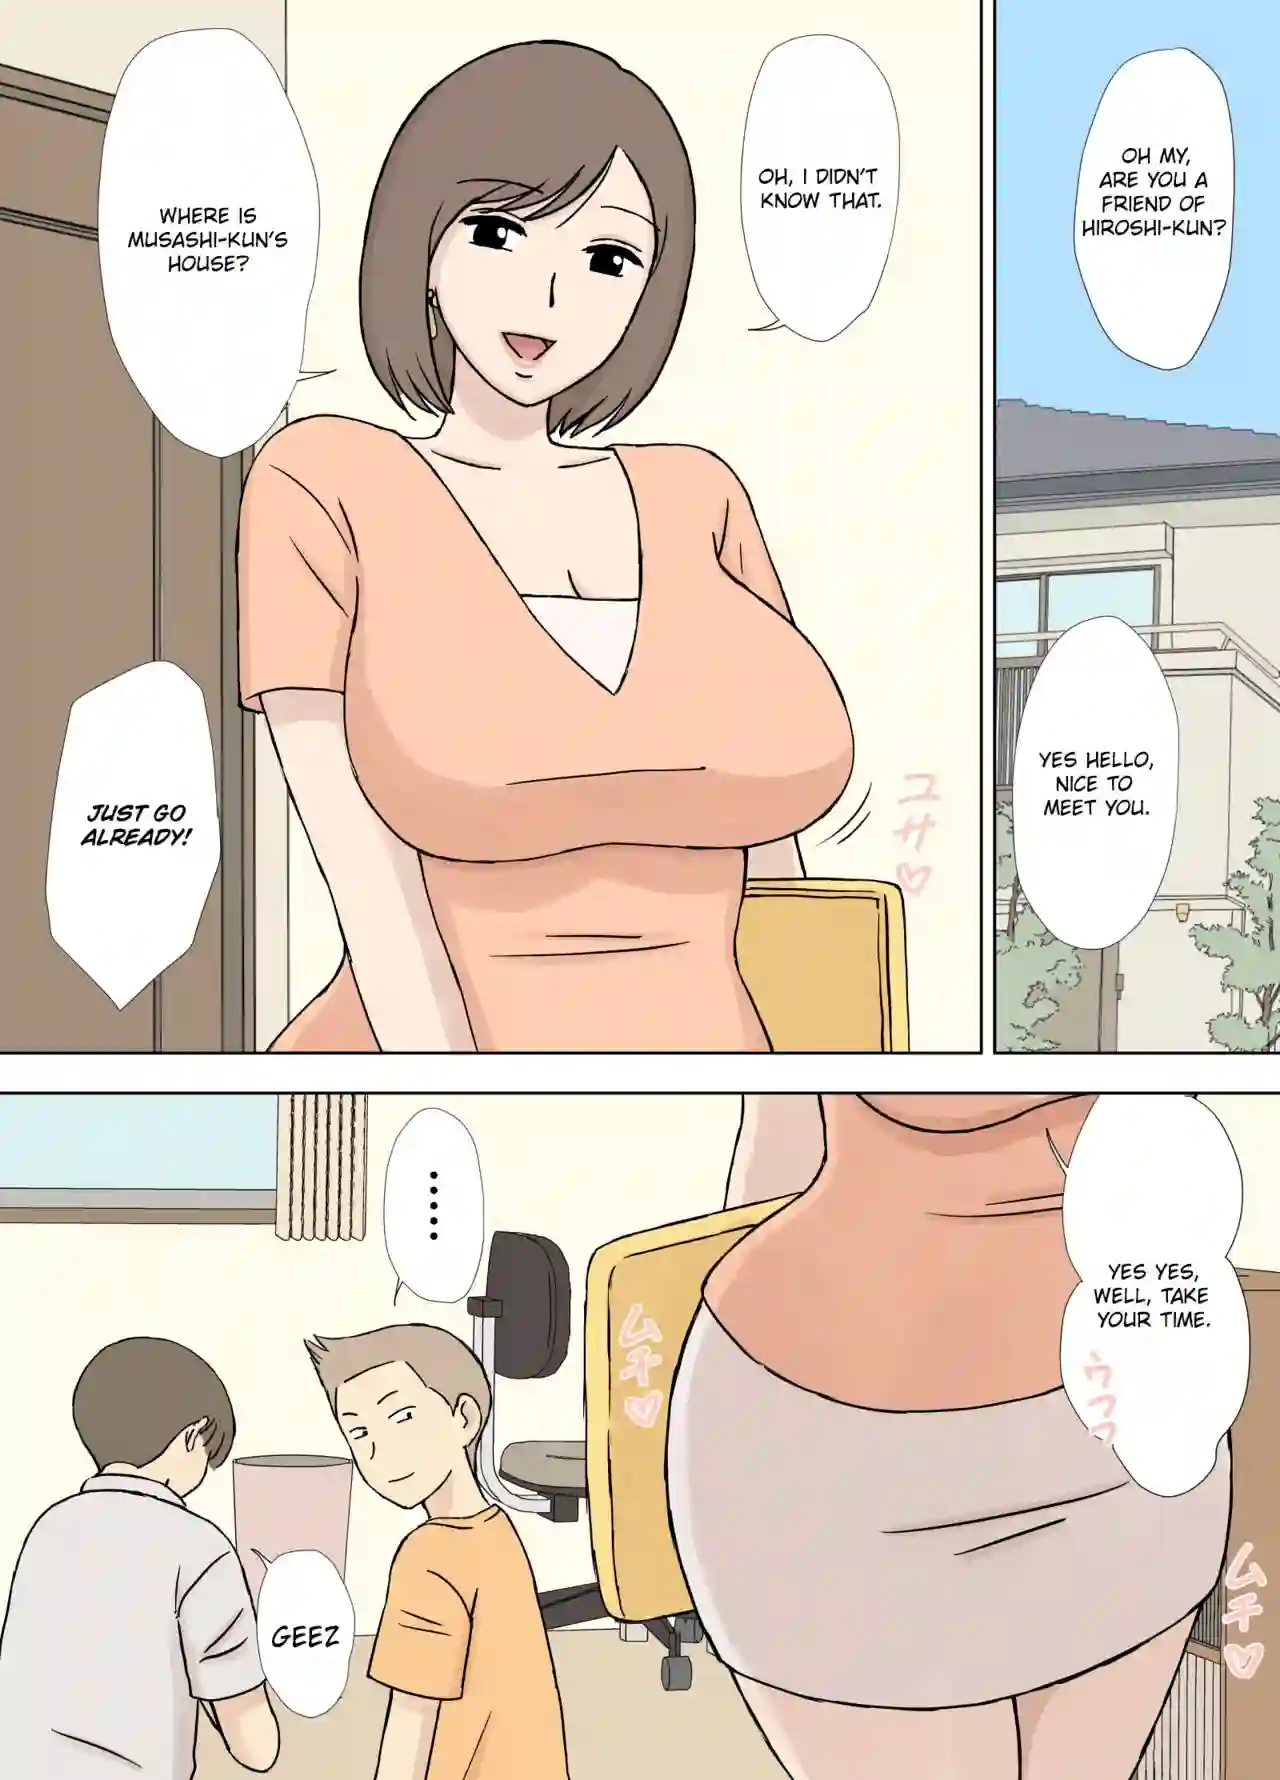 OH MY,
ARE YOU A
FRIEND OF
HIROSHI-KUN?
YES HELLO,
NICE TO
MEET YOU.
OH, I DIDN'T
KNOW THAT.
WHERE IS
MUSASHI-KUN'S
HOUSE?
JUST GO
ALREADY!
ユサ♡
YES YES,
WELL, TAKE
YOUR TIME.
ウフフ
ムチ♡
ムチ♡
.....
GEEZ